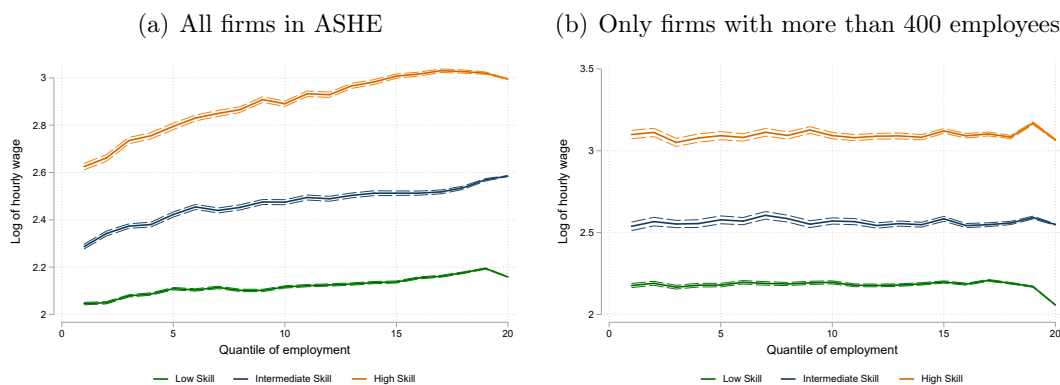 (a) All firms in ASHE
3
2.8
2.6
2.4
2.2
2
Log of hourly wage
0
5
10
15
20
Quantile of employment
Low Skill
Intermediate Skill
High Skill
(b) Only firms with more than 400 employees
3.5
3
2.5
2
Log of hourly wage
0
5
10
15
20
Quantile of employment
Low Skill
Intermediate Skill
High Skill